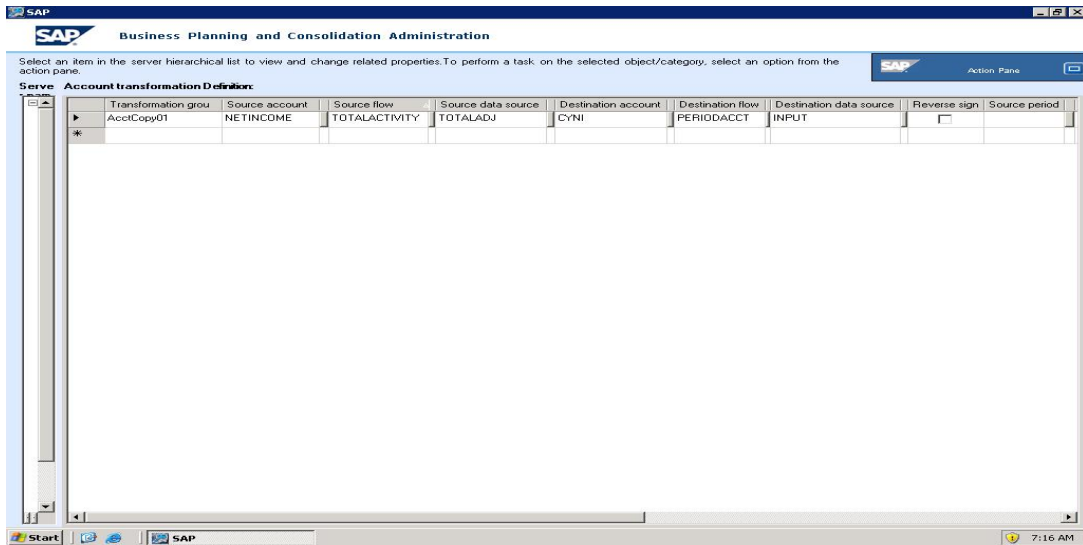 SAP
SAP Business Planning and Consolidation Administration
Select an item in the server hierarchical list to view and change related properties.To perform a task on the selected object/category, select an option from the
action pane.
SAP Action Pane
Serve Account transformation Definition:
Transformation grou Source account Source flow Source data source Destination account Destination flow Destination data source Reverse sign Source period
AcctCopy01 NETINCOME TOTALACTIVITY TOTALADJ CYNI PERIODACCT INPUT
Start SAP 7:16 AM